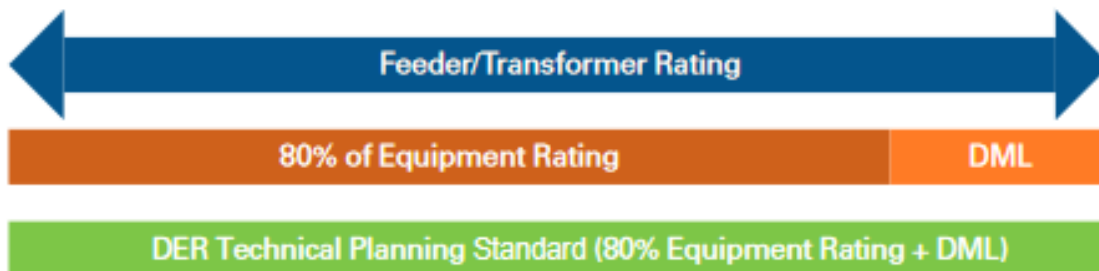 Feeder/Transformer Rating
80% of Equipment Rating DML
DER Technical Planning Standard (80% Equipment Rating + DML)